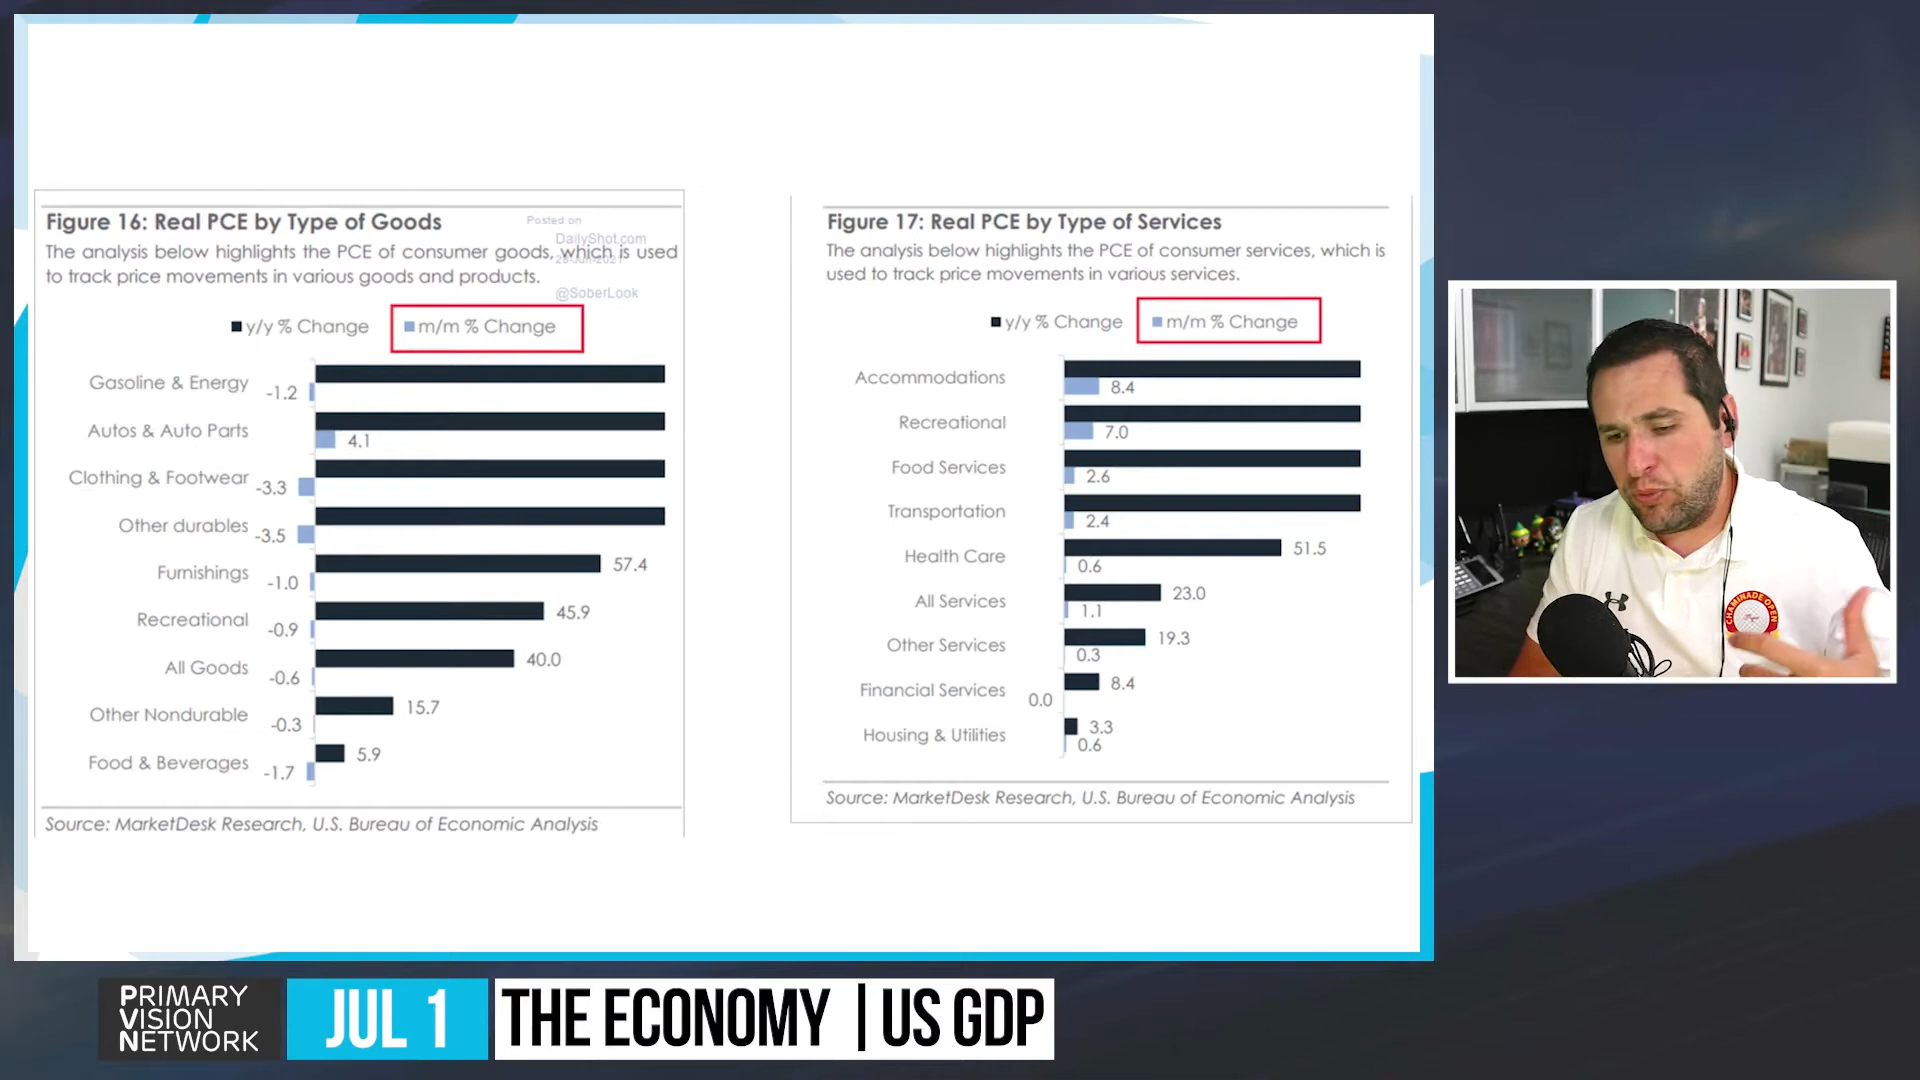 Figure 16: Real PCE by Type of Goods
Posted on
DailyShot.com
@SoberLook
The analysis below highlights the PCE of consumer goods, which is used
to track price movements in various goods and products.
y/y % Change
m/m % Change
Gasoline & Energy
-1.2
Autos & Auto Parts
4.1
Clothing & Footwear
-3.3
Other durables
-3.5
Furnishings
57.4
-1.0
Recreational
45.9
-0.9
All Goods
40.0
-0.6
Other Nondurable
15.7
-0.3
Food & Beverages
5.9
-1.7
Source: MarketDesk Research, U.S. Bureau of Economic Analysis
Figure 17: Real PCE by Type of Services
The analysis below highlights the PCE of consumer services, which is
used to track price movements in various services.
y/y % Change
m/m % Change
Accommodations
8.4
Recreational
7.0
Food Services
2.6
Transportation
2.4
Health Care
51.5
0.6
All Services
23.0
1.1
Other Services
19.3
0.3
Financial Services
8.4
0.0
Housing & Utilities
3.3
0.6
Source: MarketDesk Research, U.S. Bureau of Economic Analysis
CHAMINADE OPEN
PRIMARY
VISION
NETWORK
JUL 1
THE ECONOMY | US GDP